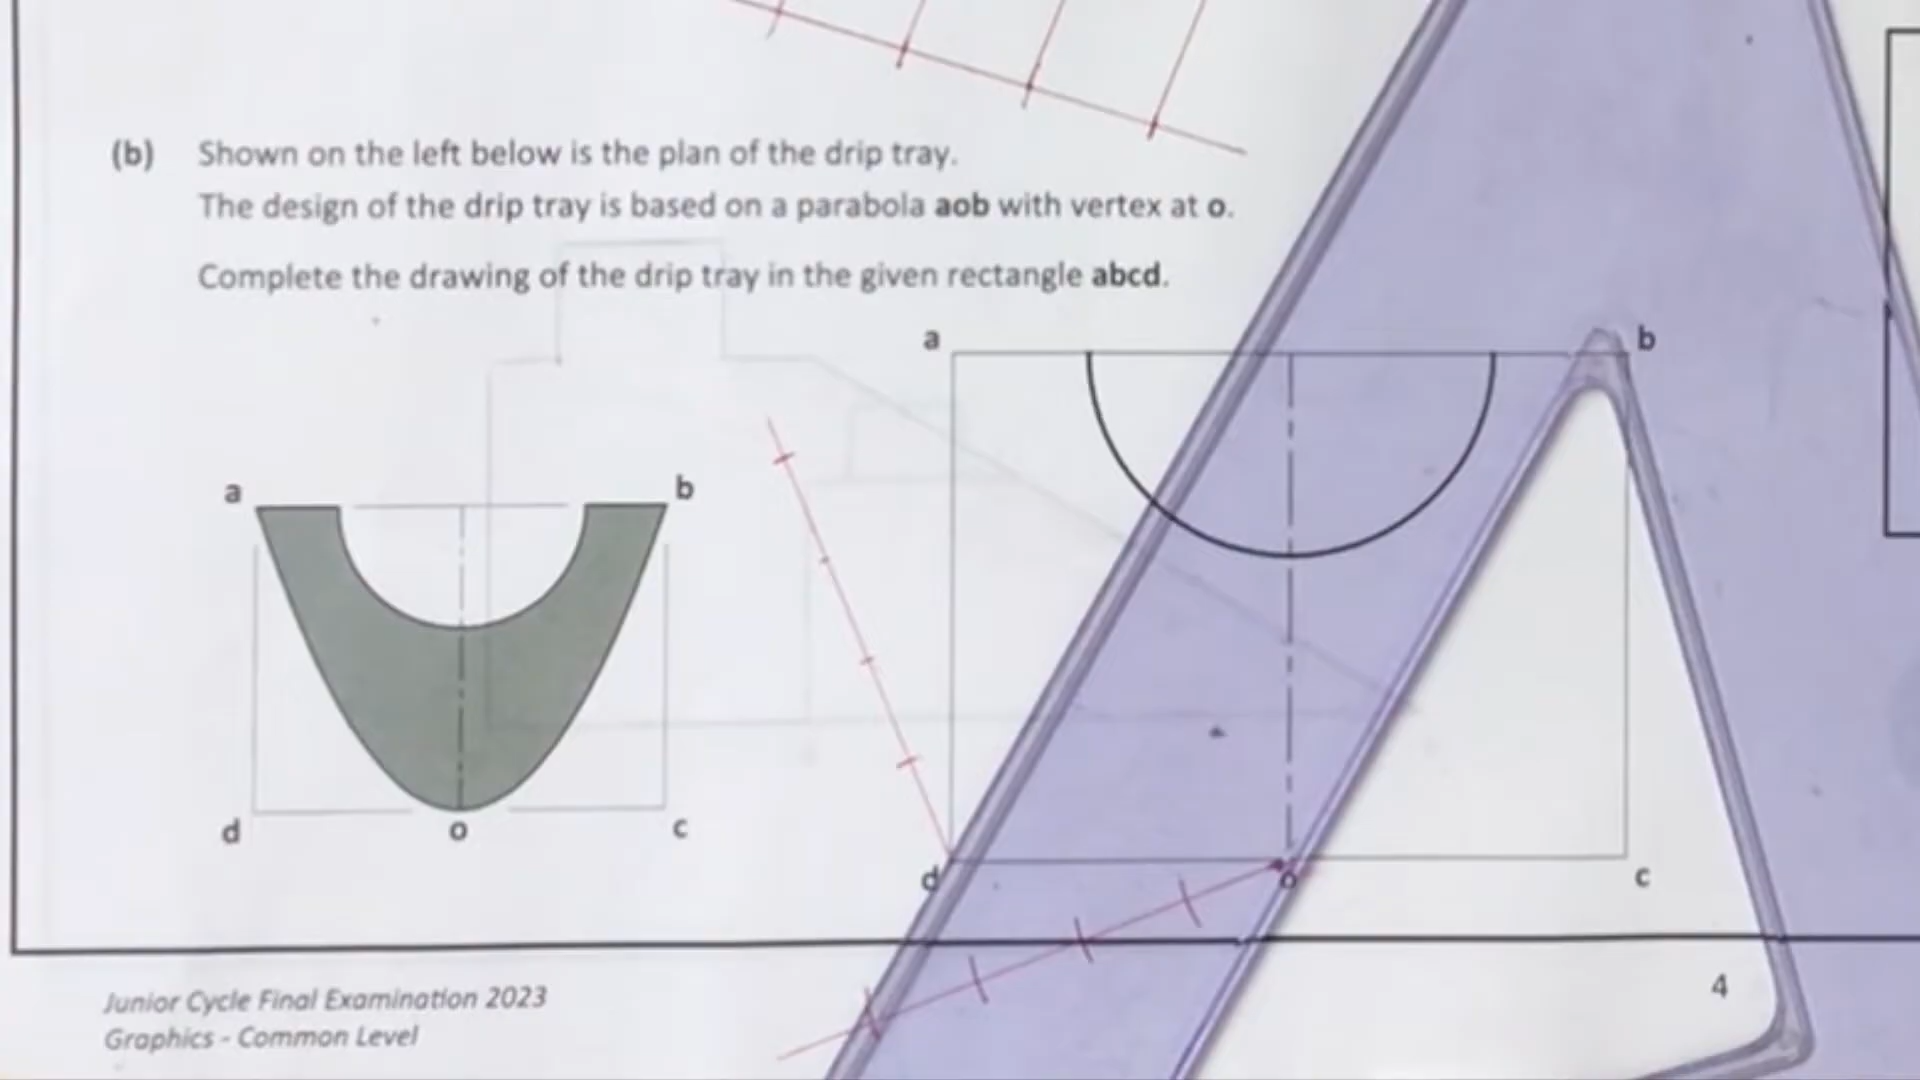 (b) Shown on the left below is the plan of the drip tray.
The design of the drip tray is based on a parabola aob with vertex at o.
Complete the drawing of the drip tray in the given rectangle abcd.
a b
a b
d o c
d o c
4
Junior Cycle Final Examination 2023
Graphics - Common Level